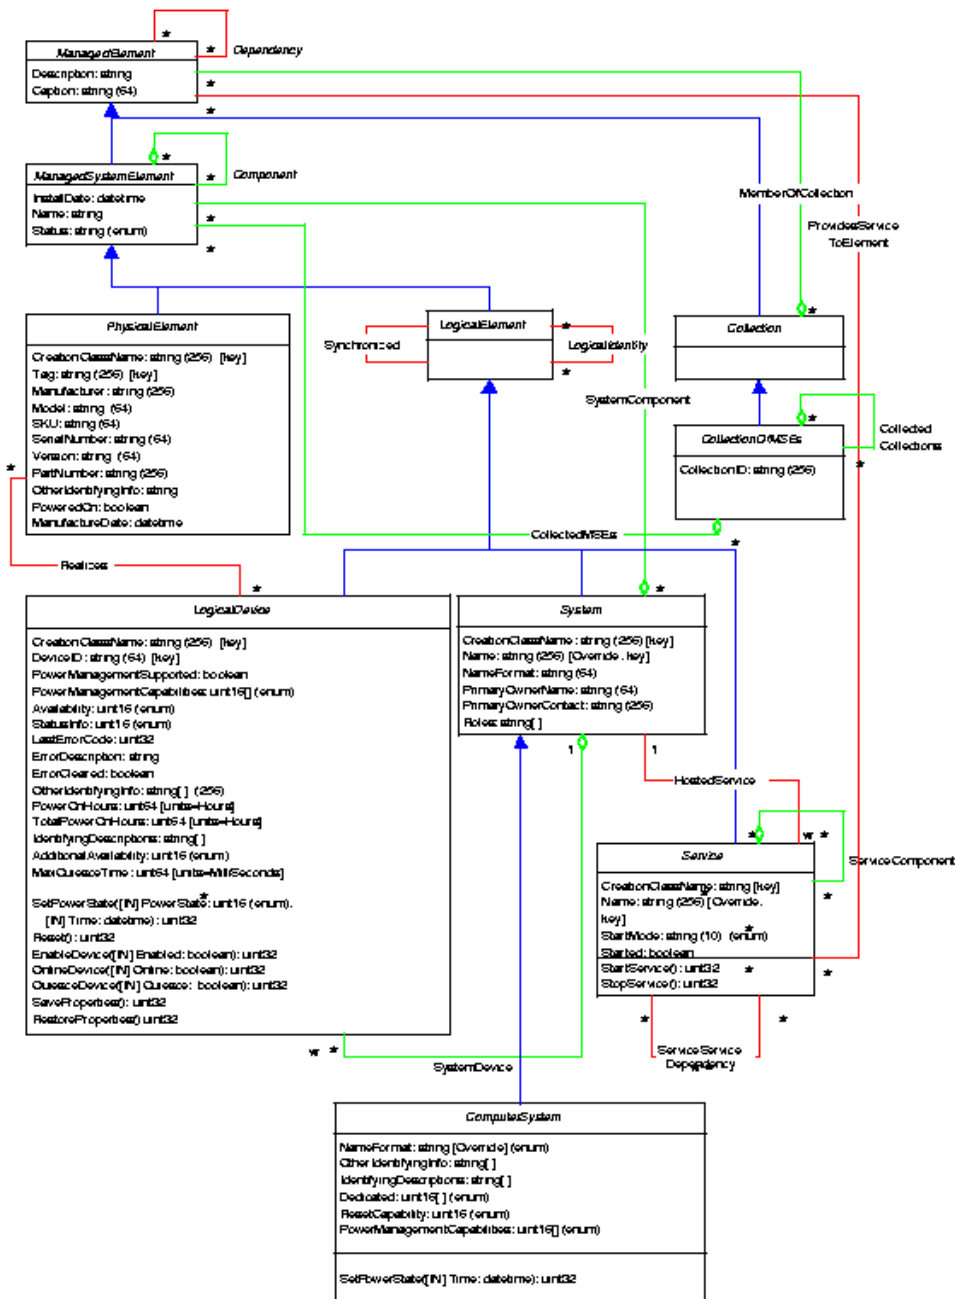 ManagedElement
Description: string
Caption: string (64)
* * Dependency
*
*
*
ManagedSystemElement
InstallDate: datetime
Name: string
Status: string (enum)
* * Component
*
*
MemberOfCollection
ProvidesService
ToElement
PhysicalElement
CreationClassName: string (256) [key]
Tag: string (256) [key]
Manufacturer: string (256)
Model: string (64)
SKU: string (64)
SerialNumber: string (64)
Version: string (64)
PartNumber: string (256)
OtherIdentifyingInfo: string
PoweredOn: boolean
ManufactureDate: datetime
*
LogicalElement
Synchronized
*
LogicalIdentity
*
SystemComponent
Collection
*
CollectionOfMSEs
CollectionID: string (256)
*
Collected
Collections
*
CollectedMSEs
*
Realizes
*
LogicalDevice
CreationClassName: string (256) [key]
DeviceID: string (64) [key]
PowerManagementSupported: boolean
PowerManagementCapabilities: uint16[] (enum)
Availability: uint16 (enum)
StatusInfo: uint16 (enum)
LastErrorCode: uint32
ErrorDescription: string
ErrorCleared: boolean
OtherIdentifyingInfo: string[ ] (256)
PowerOnHours: uint64 [units=Hours]
TotalPowerOnHours: uint64 [units=Hours]
IdentifyingDescriptions: string[ ]
AdditionalAvailability: uint16 (enum)
MaxQuiesceTime: uint64 [units=MilliSeconds]
SetPowerState([IN] PowerState: uint16 (enum),
[IN] Time: datetime): uint32
Reset(): uint32
EnableDevice([IN] Enabled: boolean): uint32
OnlineDevice([IN] Online: boolean): uint32
QuiesceDevice([IN] Quiesce: boolean): uint32
SaveProperties(): uint32
RestoreProperties() uint32
*
System
CreationClassName: string (256) [key]
Name: string (256) [Override, key]
NameFormat: string (64)
PrimaryOwnerName: string (64)
PrimaryOwnerContact: string (256)
Roles: string[ ]
1
1
HostedService
* w *
ServiceComponent
Service
CreationClassName: string [key]
Name: string (256) [Override,
key]
StartMode: string (10) (enum)
Started: boolean
StartService(): uint32
StopService(): uint32
*
*
* *
ServiceService
Dependency
w *
SystemDevice
ComputerSystem
NameFormat: string [Override] (enum)
OtherIdentifyingInfo: string[ ]
IdentifyingDescriptions: string[ ]
Dedicated: uint16[ ] (enum)
ResetCapability: uint16 (enum)
PowerManagementCapabilities: uint16[] (enum)
SetPowerState([IN] Time: datetime): uint32